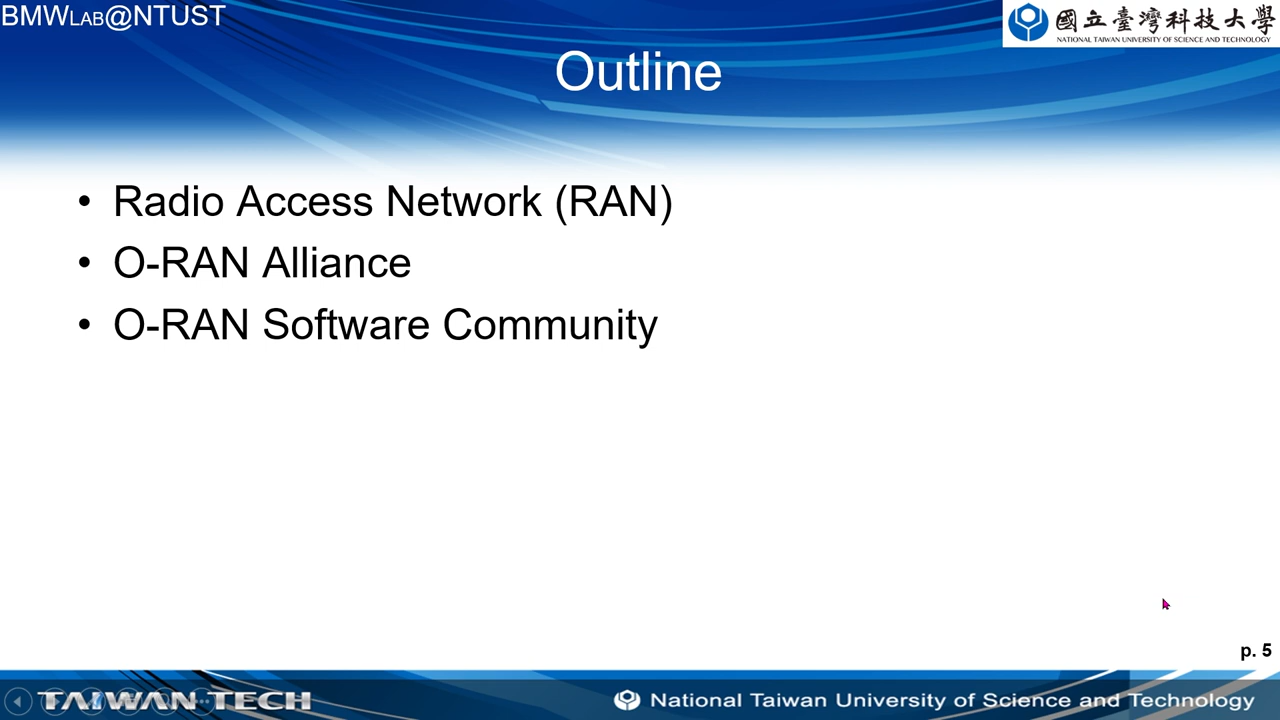 BMWLAB@NTUST
國立臺灣科技大學
NATIONAL TAIWAN UNIVERSITY OF SCIENCE AND TECHNOLOGY
Outline
• Radio Access Network (RAN)
• O-RAN Alliance
• O-RAN Software Community
p. 5
TAIWAN TECH
National Taiwan University of Science and Technology